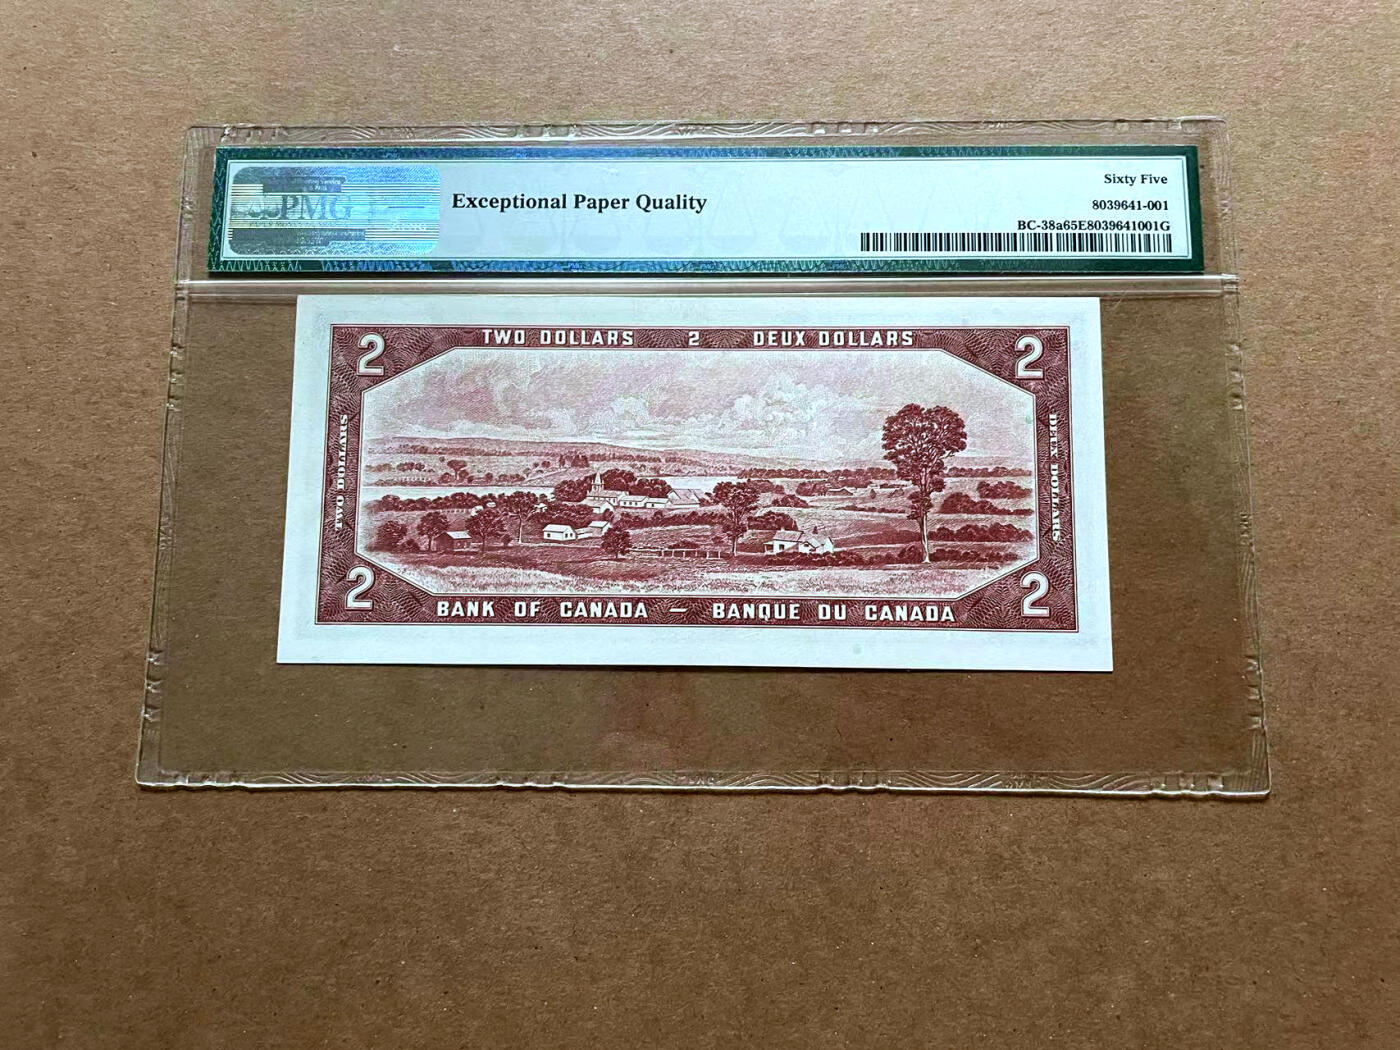 PMG
Exceptional Paper Quality
Sixty Five
8039641-001
BC-38a65E8039641001G
2 TWO DOLLARS 2 DEUX DOLLARS 2
TWO DOLLARS
DEUX DOLLARS
2 BANK OF CANADA — BANQUE DU CANADA 2